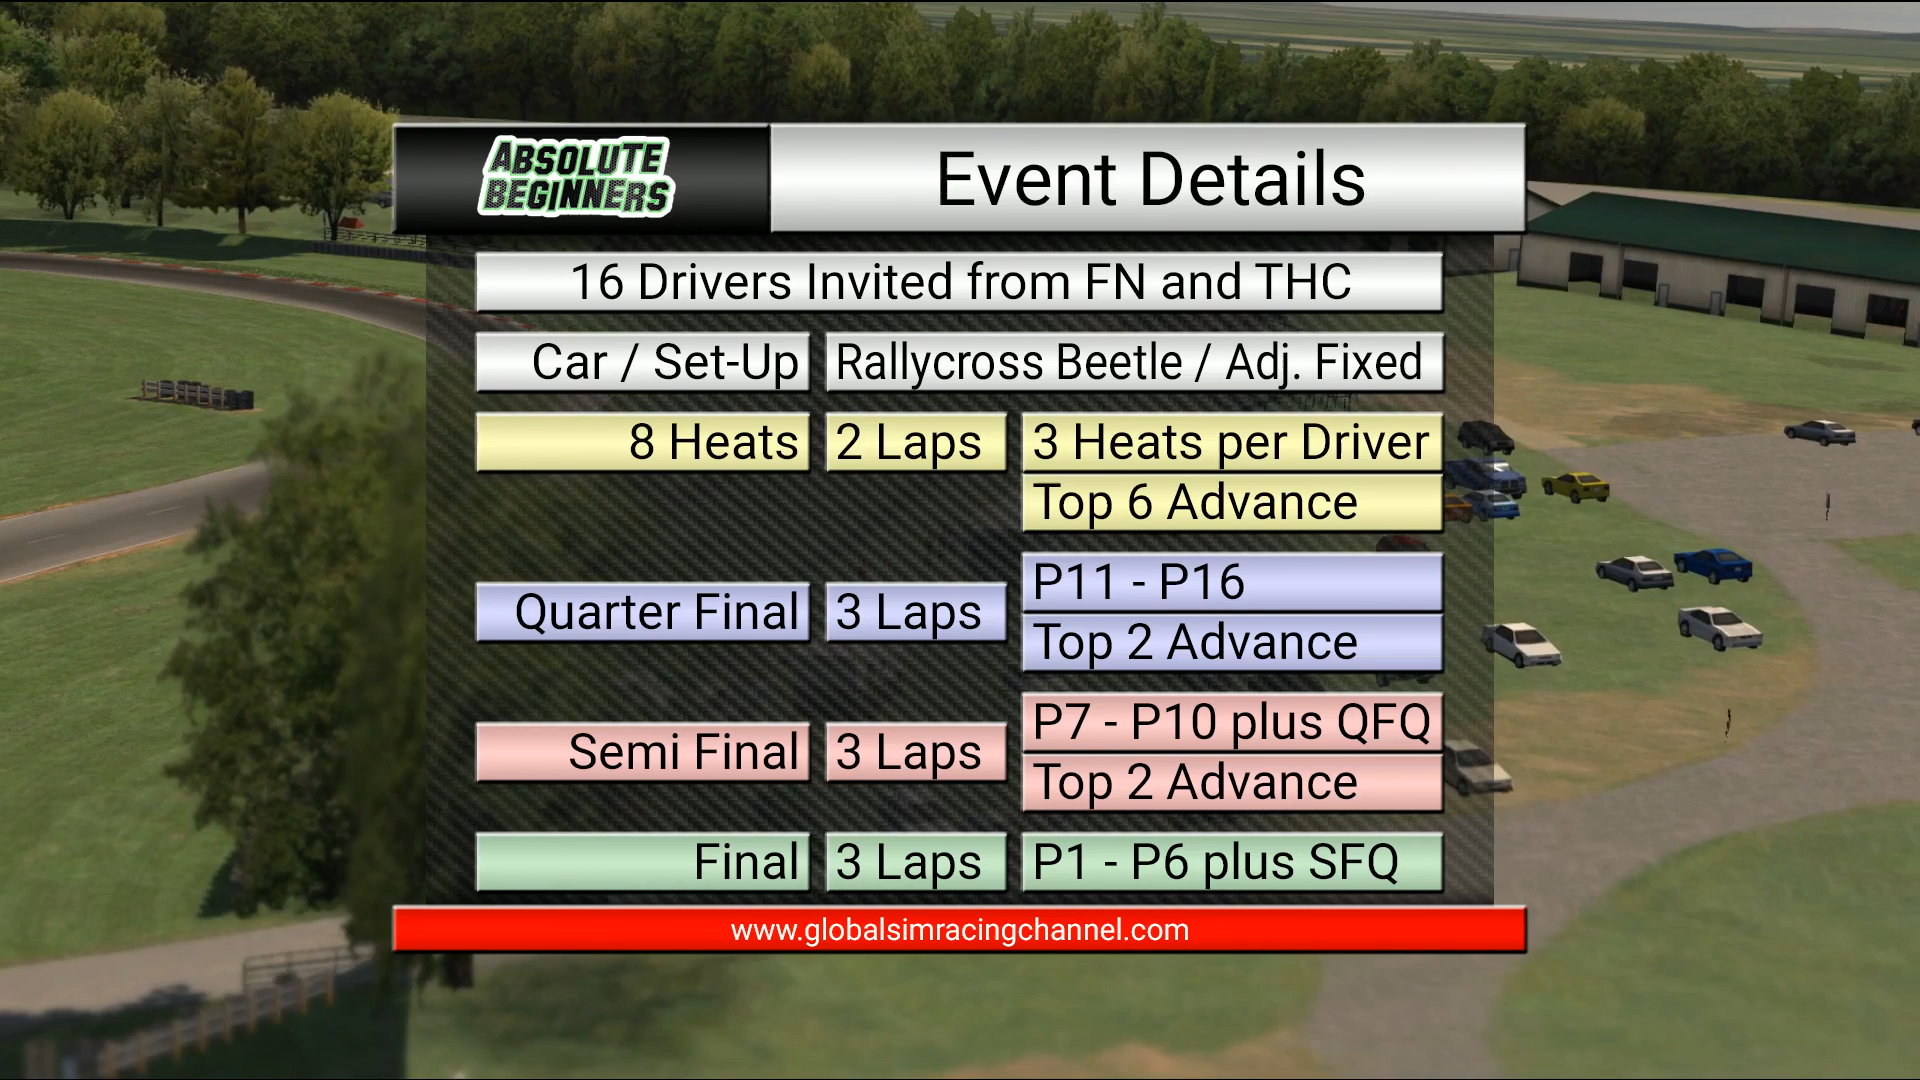 ABSOLUTE
BEGINNERS
Event Details
16 Drivers Invited from FN and THC
Car / Set-Up
Rallycross Beetle / Adj. Fixed
8 Heats
2 Laps
3 Heats per Driver
Top 6 Advance
Quarter Final
3 Laps
P11 - P16
Top 2 Advance
Semi Final
3 Laps
P7 - P10 plus QFQ
Top 2 Advance
Final
3 Laps
P1 - P6 plus SFQ
www.globalsimracingchannel.com